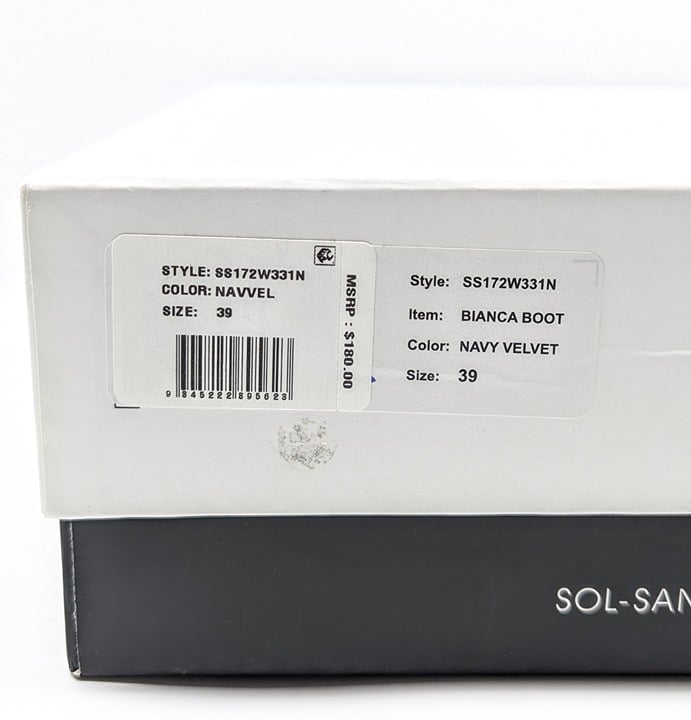 STYLE: SS172W331N
COLOR: NAVVEL
SIZE: 39
9 345222 895623
MSRP : $180.00
Style: SS172W331N
Item: BIANCA BOOT
Color: NAVY VELVET
Size: 39
SOL-SAN